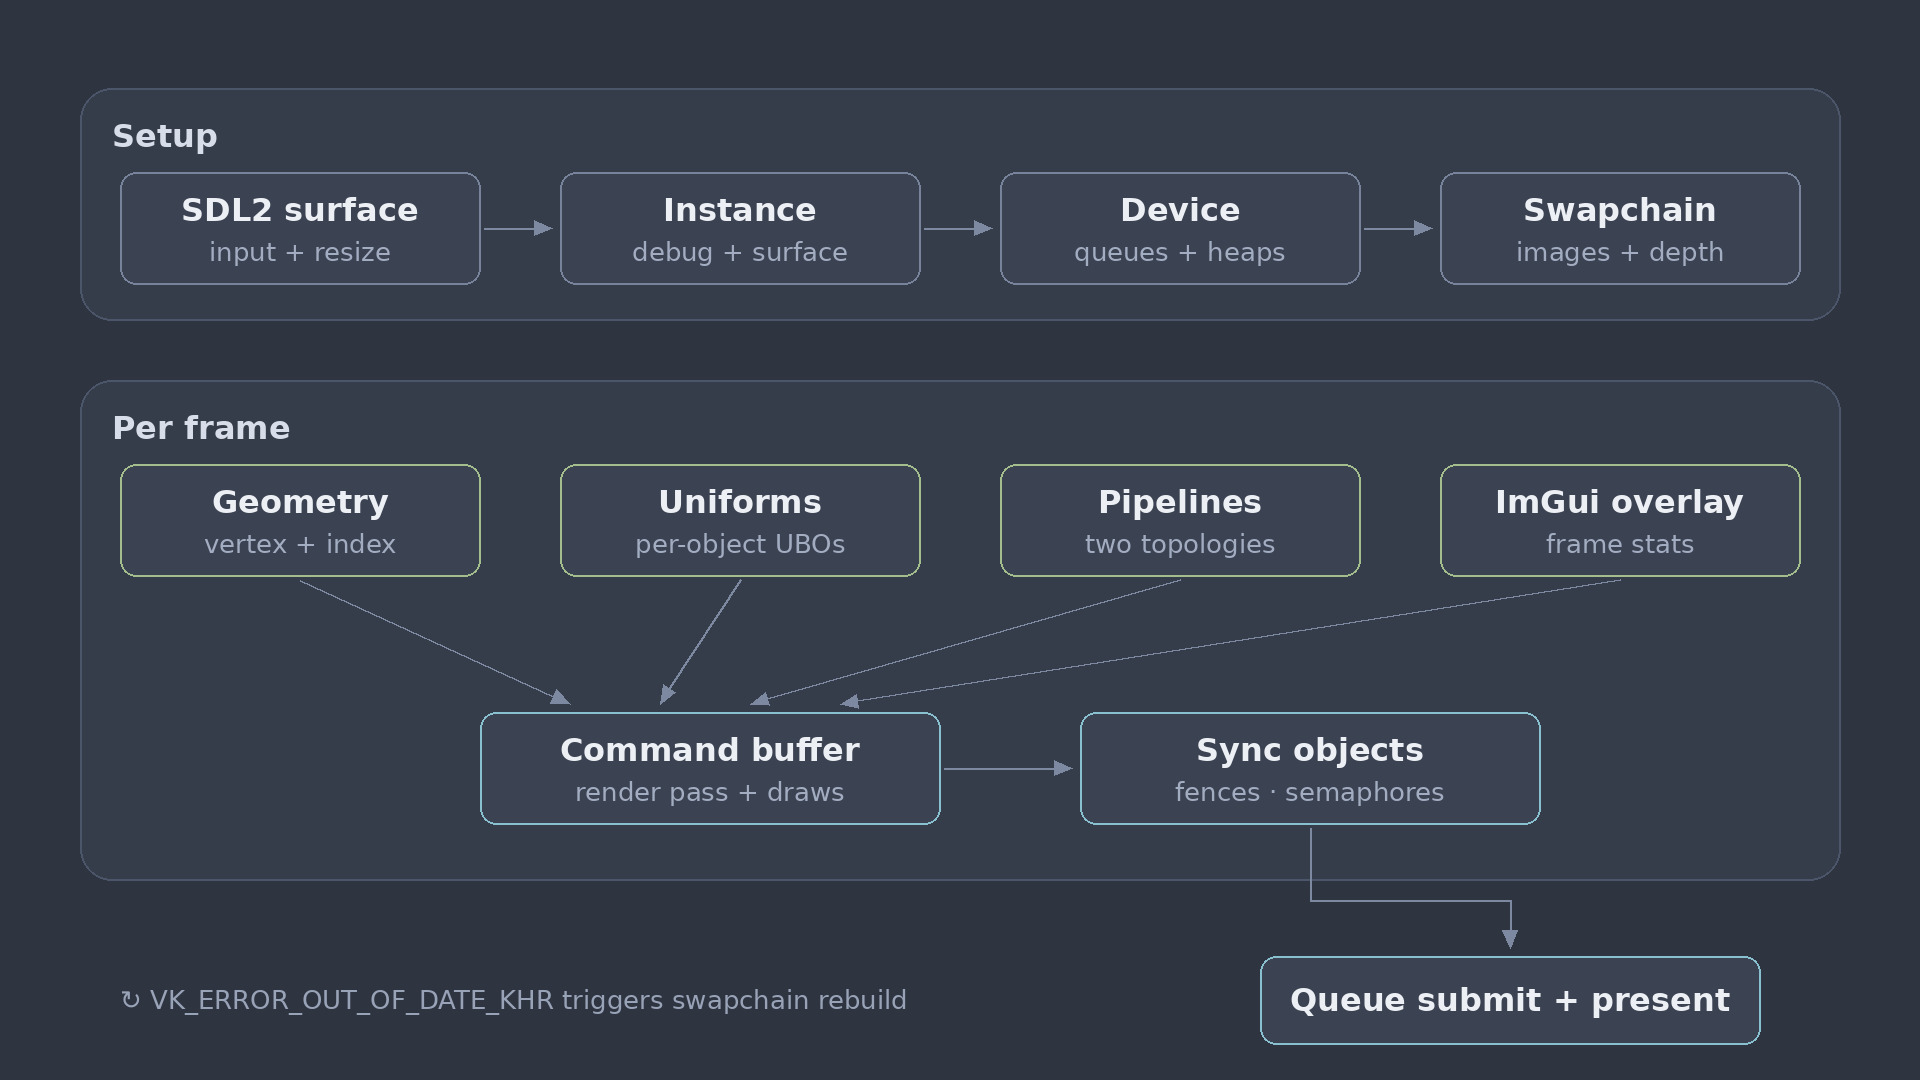 Setup
SDL2 surface
input + resize
Instance
debug + surface
Device
queues + heaps
Swapchain
images + depth
Per frame
Geometry
vertex + index
Uniforms
per-object UBOs
Pipelines
two topologies
ImGui overlay
frame stats
Command buffer
render pass + draws
Sync objects
fences · semaphores
↻ VK_ERROR_OUT_OF_DATE_KHR triggers swapchain rebuild
Queue submit + present